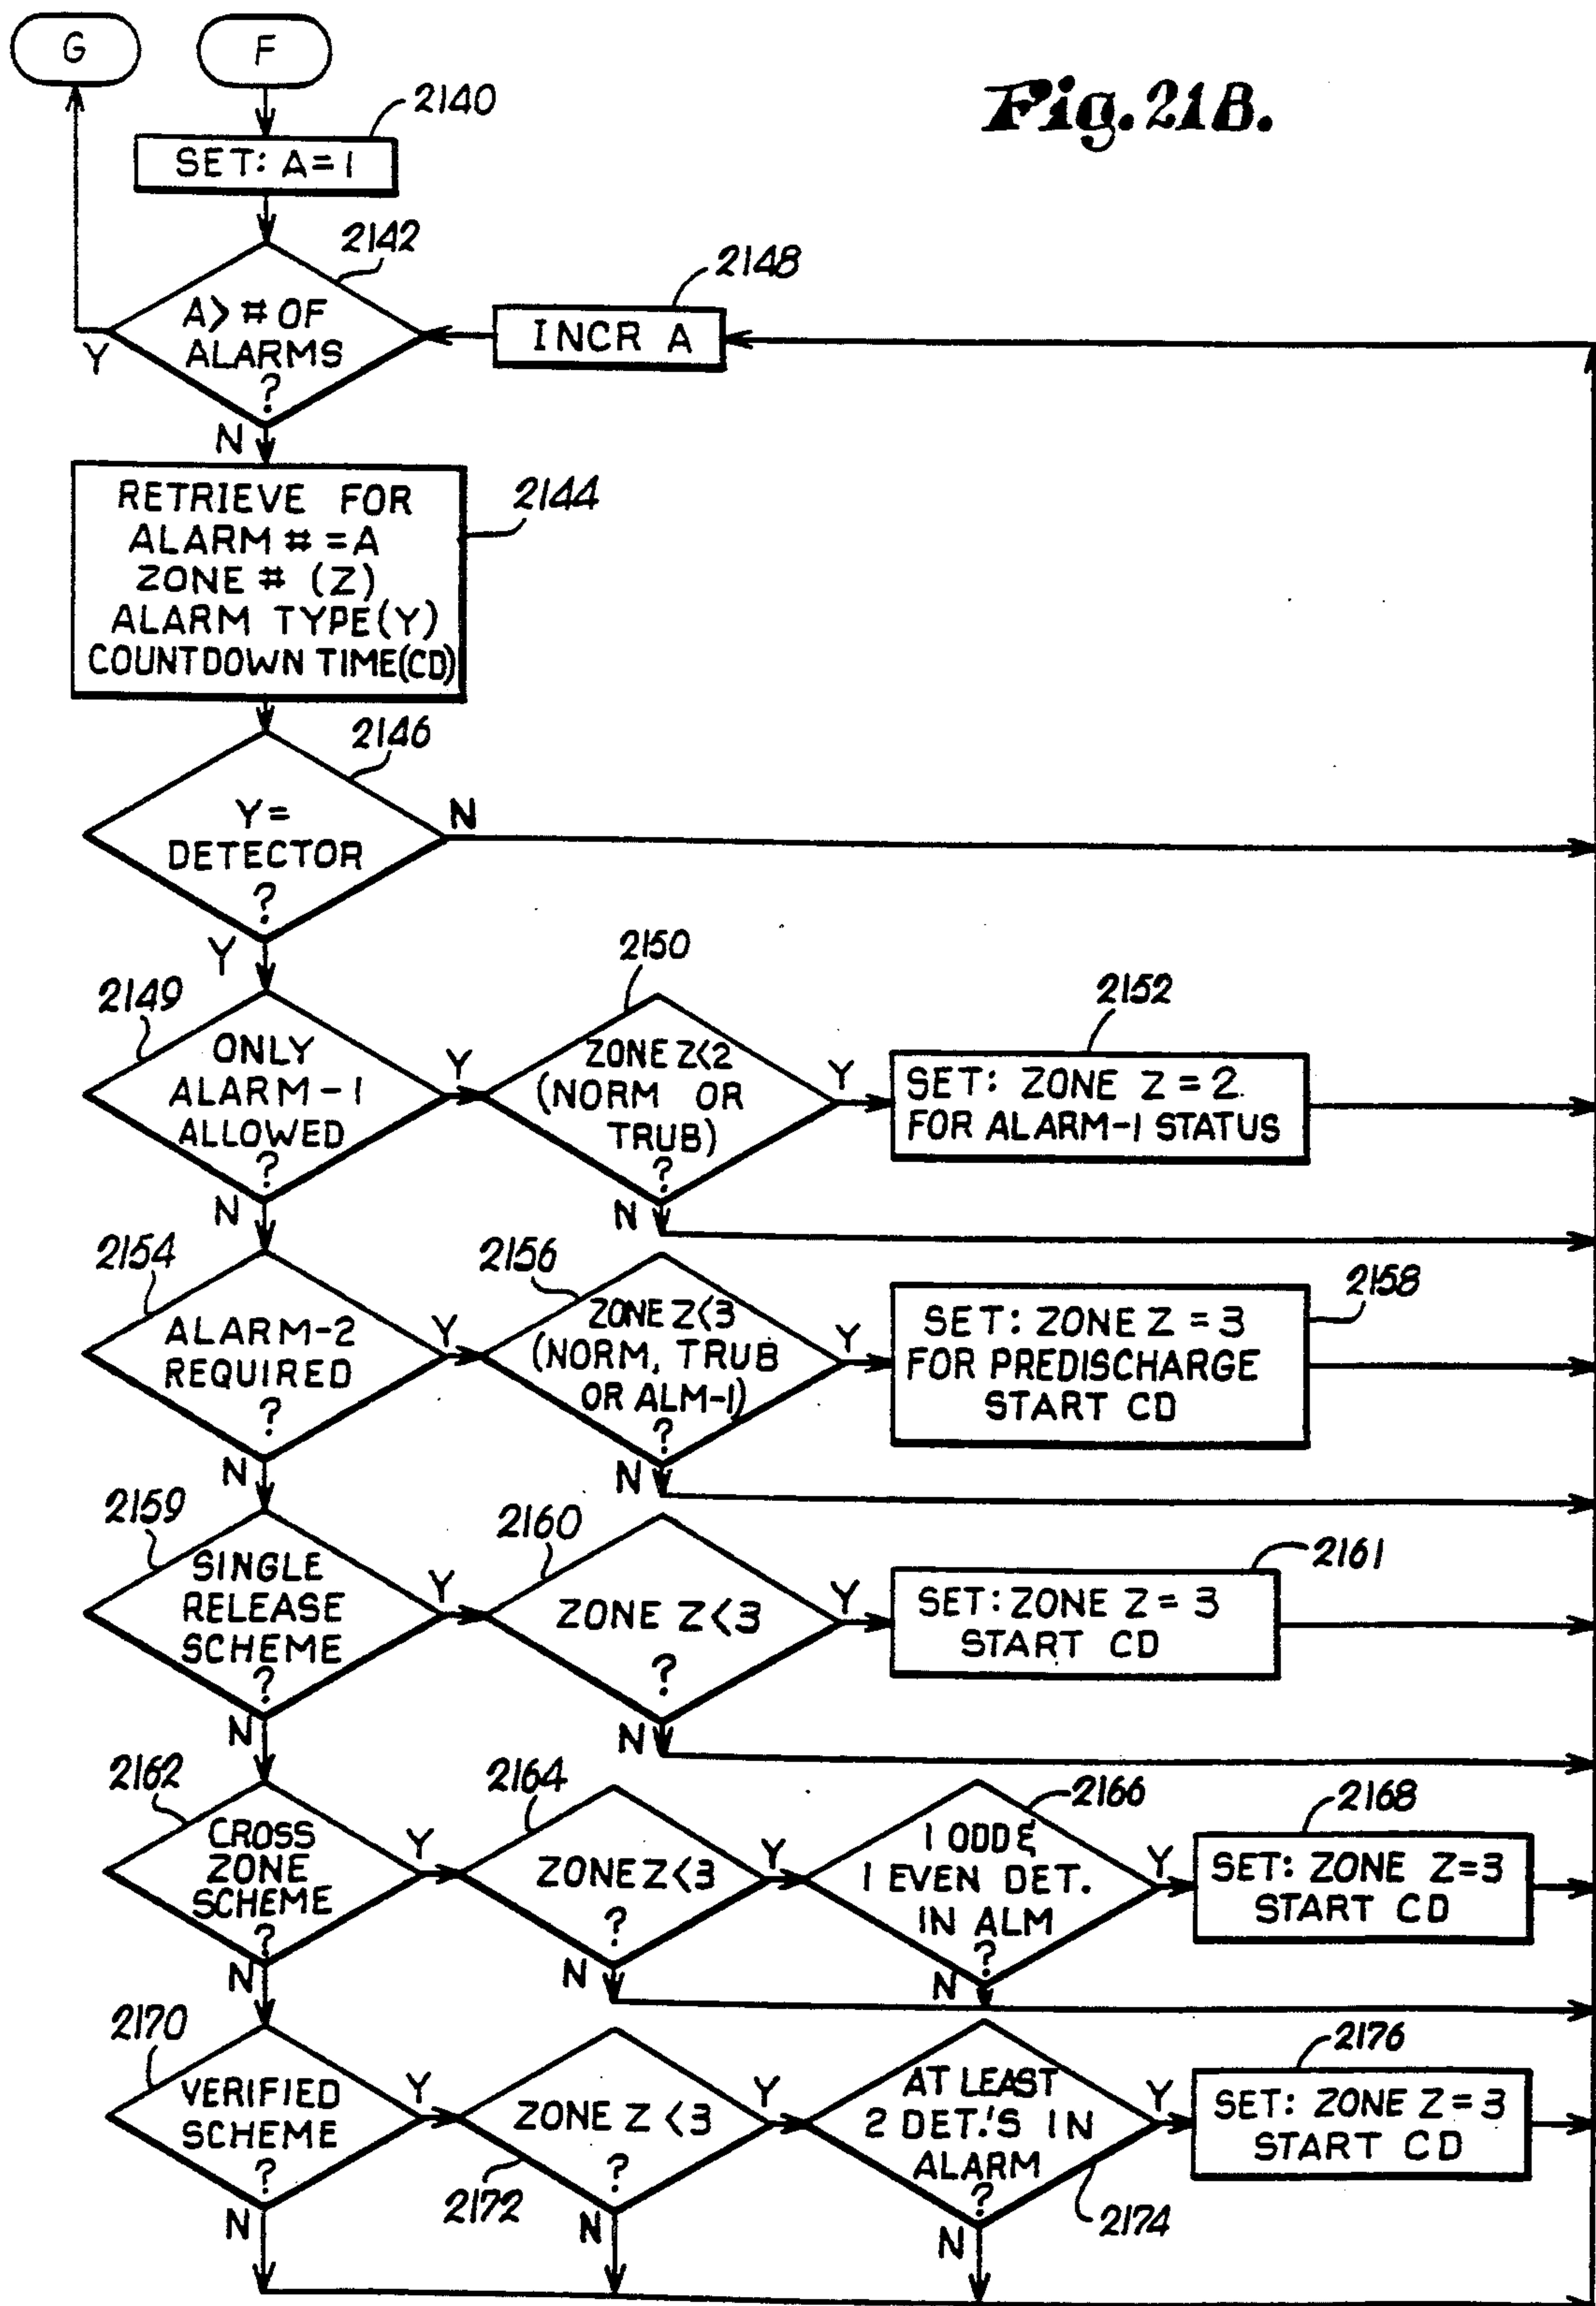 G
F
Fig. 21B.
2140
SET: A=1
2142
2148
A> # OF
ALARMS
?
INCR A
Y
N
RETRIEVE FOR
ALARM # =A
ZONE # (Z)
ALARM TYPE(Y)
COUNTDOWN TIME(CD)
2144
2146
Y=
DETECTOR
?
N
Y
2149
ONLY
ALARM-1
ALLOWED
?
Y
N
2150
ZONE Z<2
(NORM OR
TRUB)
?
Y
N
2152
SET: ZONE Z = 2.
FOR ALARM-1 STATUS
2154
ALARM-2
REQUIRED
?
Y
N
2156
ZONE Z<3
(NORM, TRUB
OR ALM-1)
?
Y
N
2158
SET: ZONE Z = 3
FOR PREDISCHARGE
START CD
2159
SINGLE
RELEASE
SCHEME
?
Y
N
2160
ZONE Z<3
?
Y
N
2161
SET: ZONE Z = 3
START CD
2162
CROSS
ZONE
SCHEME
?
Y
N
2164
ZONE Z<3
?
Y
N
2166
1 ODD &
1 EVEN DET.
IN ALM
?
Y
N
2168
SET: ZONE Z=3
START CD
2170
VERIFIED
SCHEME
?
Y
N
ZONE Z <3
?
2172
Y
N
AT LEAST
2 DET.'S IN
ALARM
?
2174
Y
N
2176
SET: ZONE Z=3
START CD